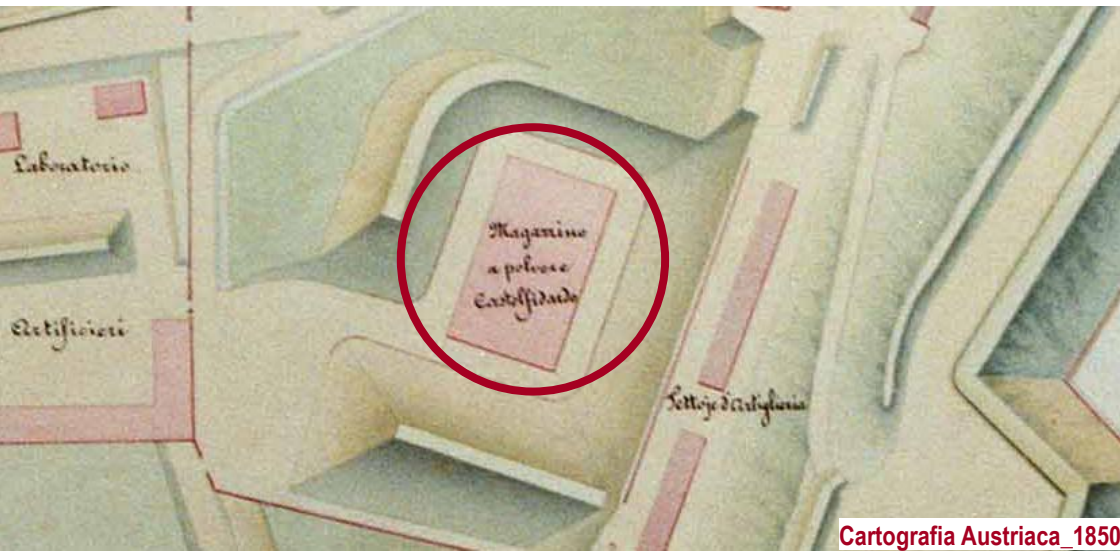 Laboratorio
Magazzino
a polvere
Castelfidardo
Artificieri
Tettoje d'Artiglieria
Cartografia Austriaca_1850